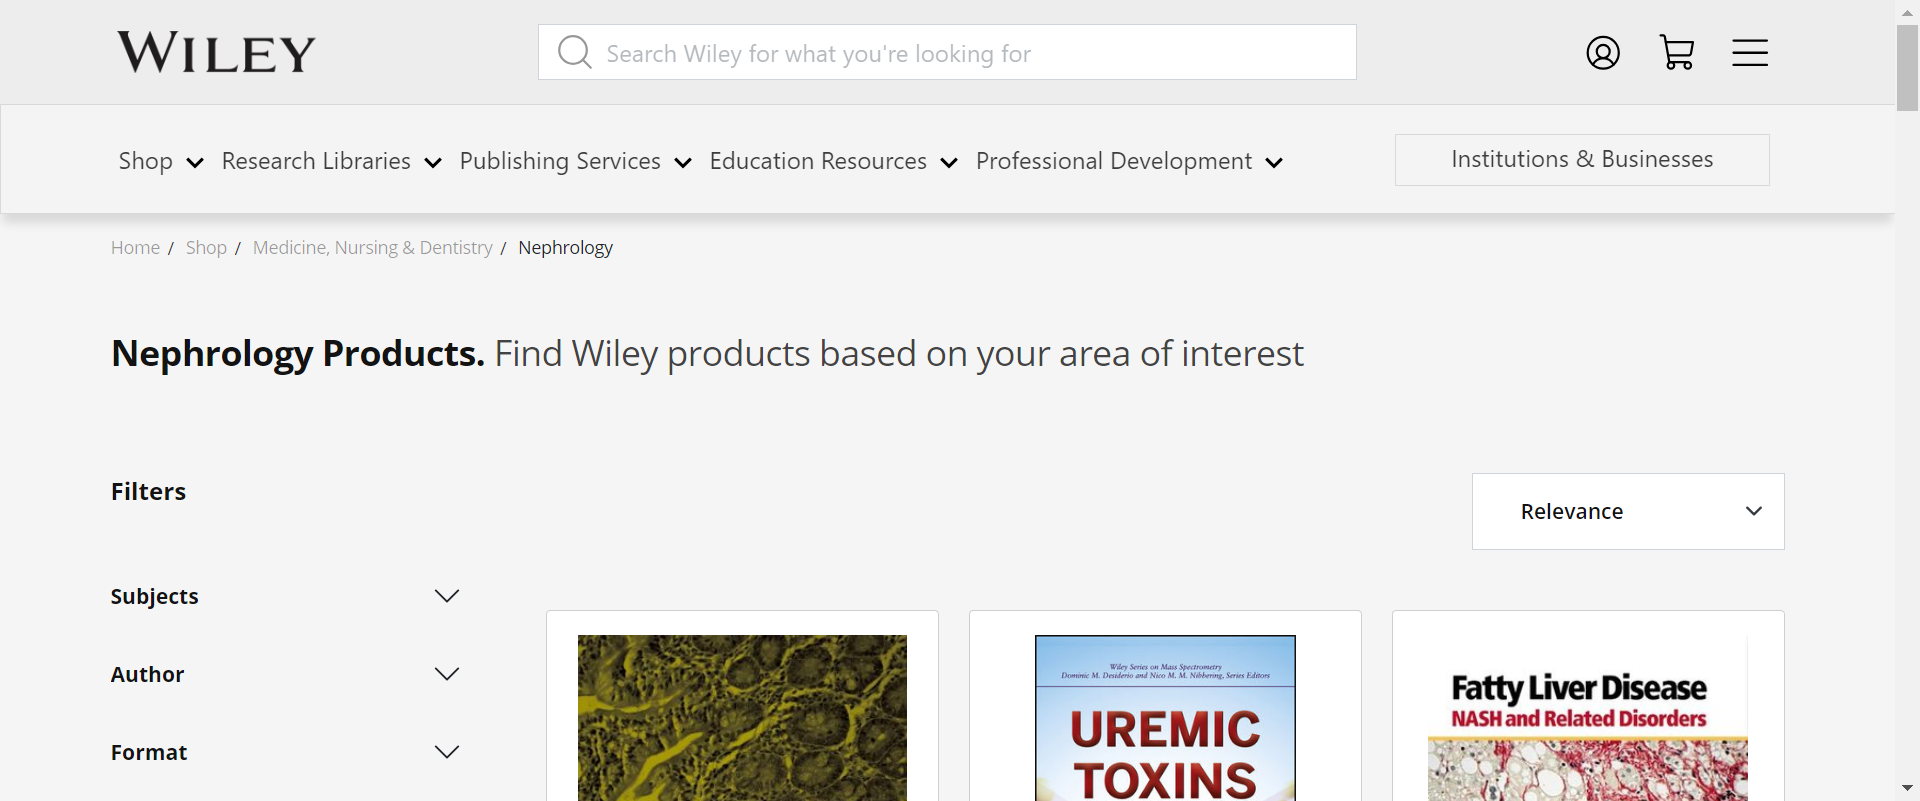 WILEY
Search Wiley for what you're looking for
Shop Research Libraries Publishing Services Education Resources Professional Development Institutions & Businesses
Home / Shop / Medicine, Nursing & Dentistry / Nephrology
Nephrology Products. Find Wiley products based on your area of interest
Filters
Relevance
Subjects
Author
Format
Wiley Series on Mass Spectrometry
Dominic M. Desiderio and Nico M. M. Nibbering, Series Editors
UREMIC
TOXINS
Fatty Liver Disease
NASH and Related Disorders